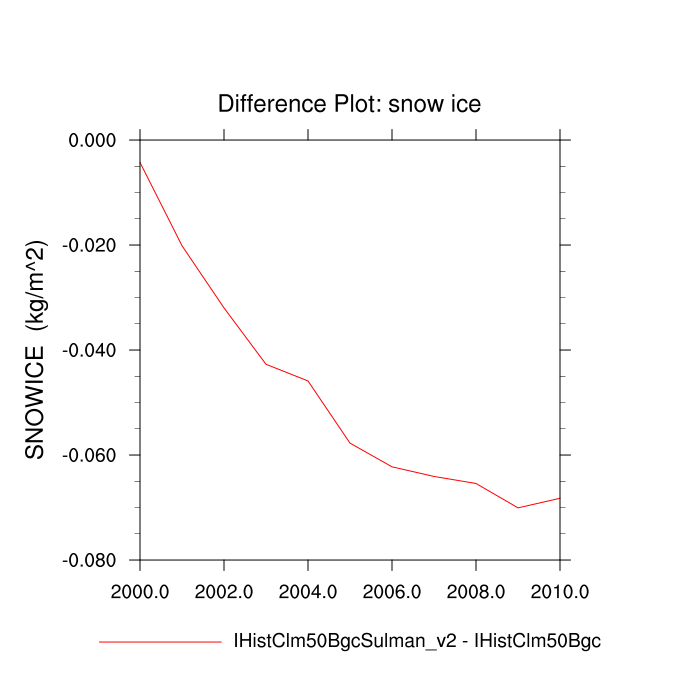 Difference Plot: snow ice
0.000
-0.020
-0.040
-0.060
-0.080
SNOWICE (kg/m^2)
2000.0 2002.0 2004.0 2006.0 2008.0 2010.0
IHistClm50BgcSulman_v2 - IHistClm50Bgc